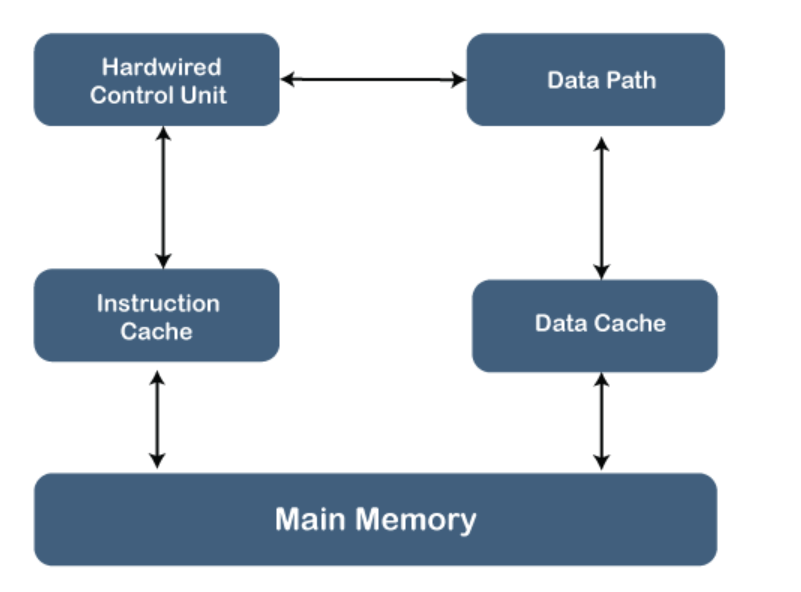 Hardwired
Control Unit
Data Path
Instruction
Cache
Data Cache
Main Memory